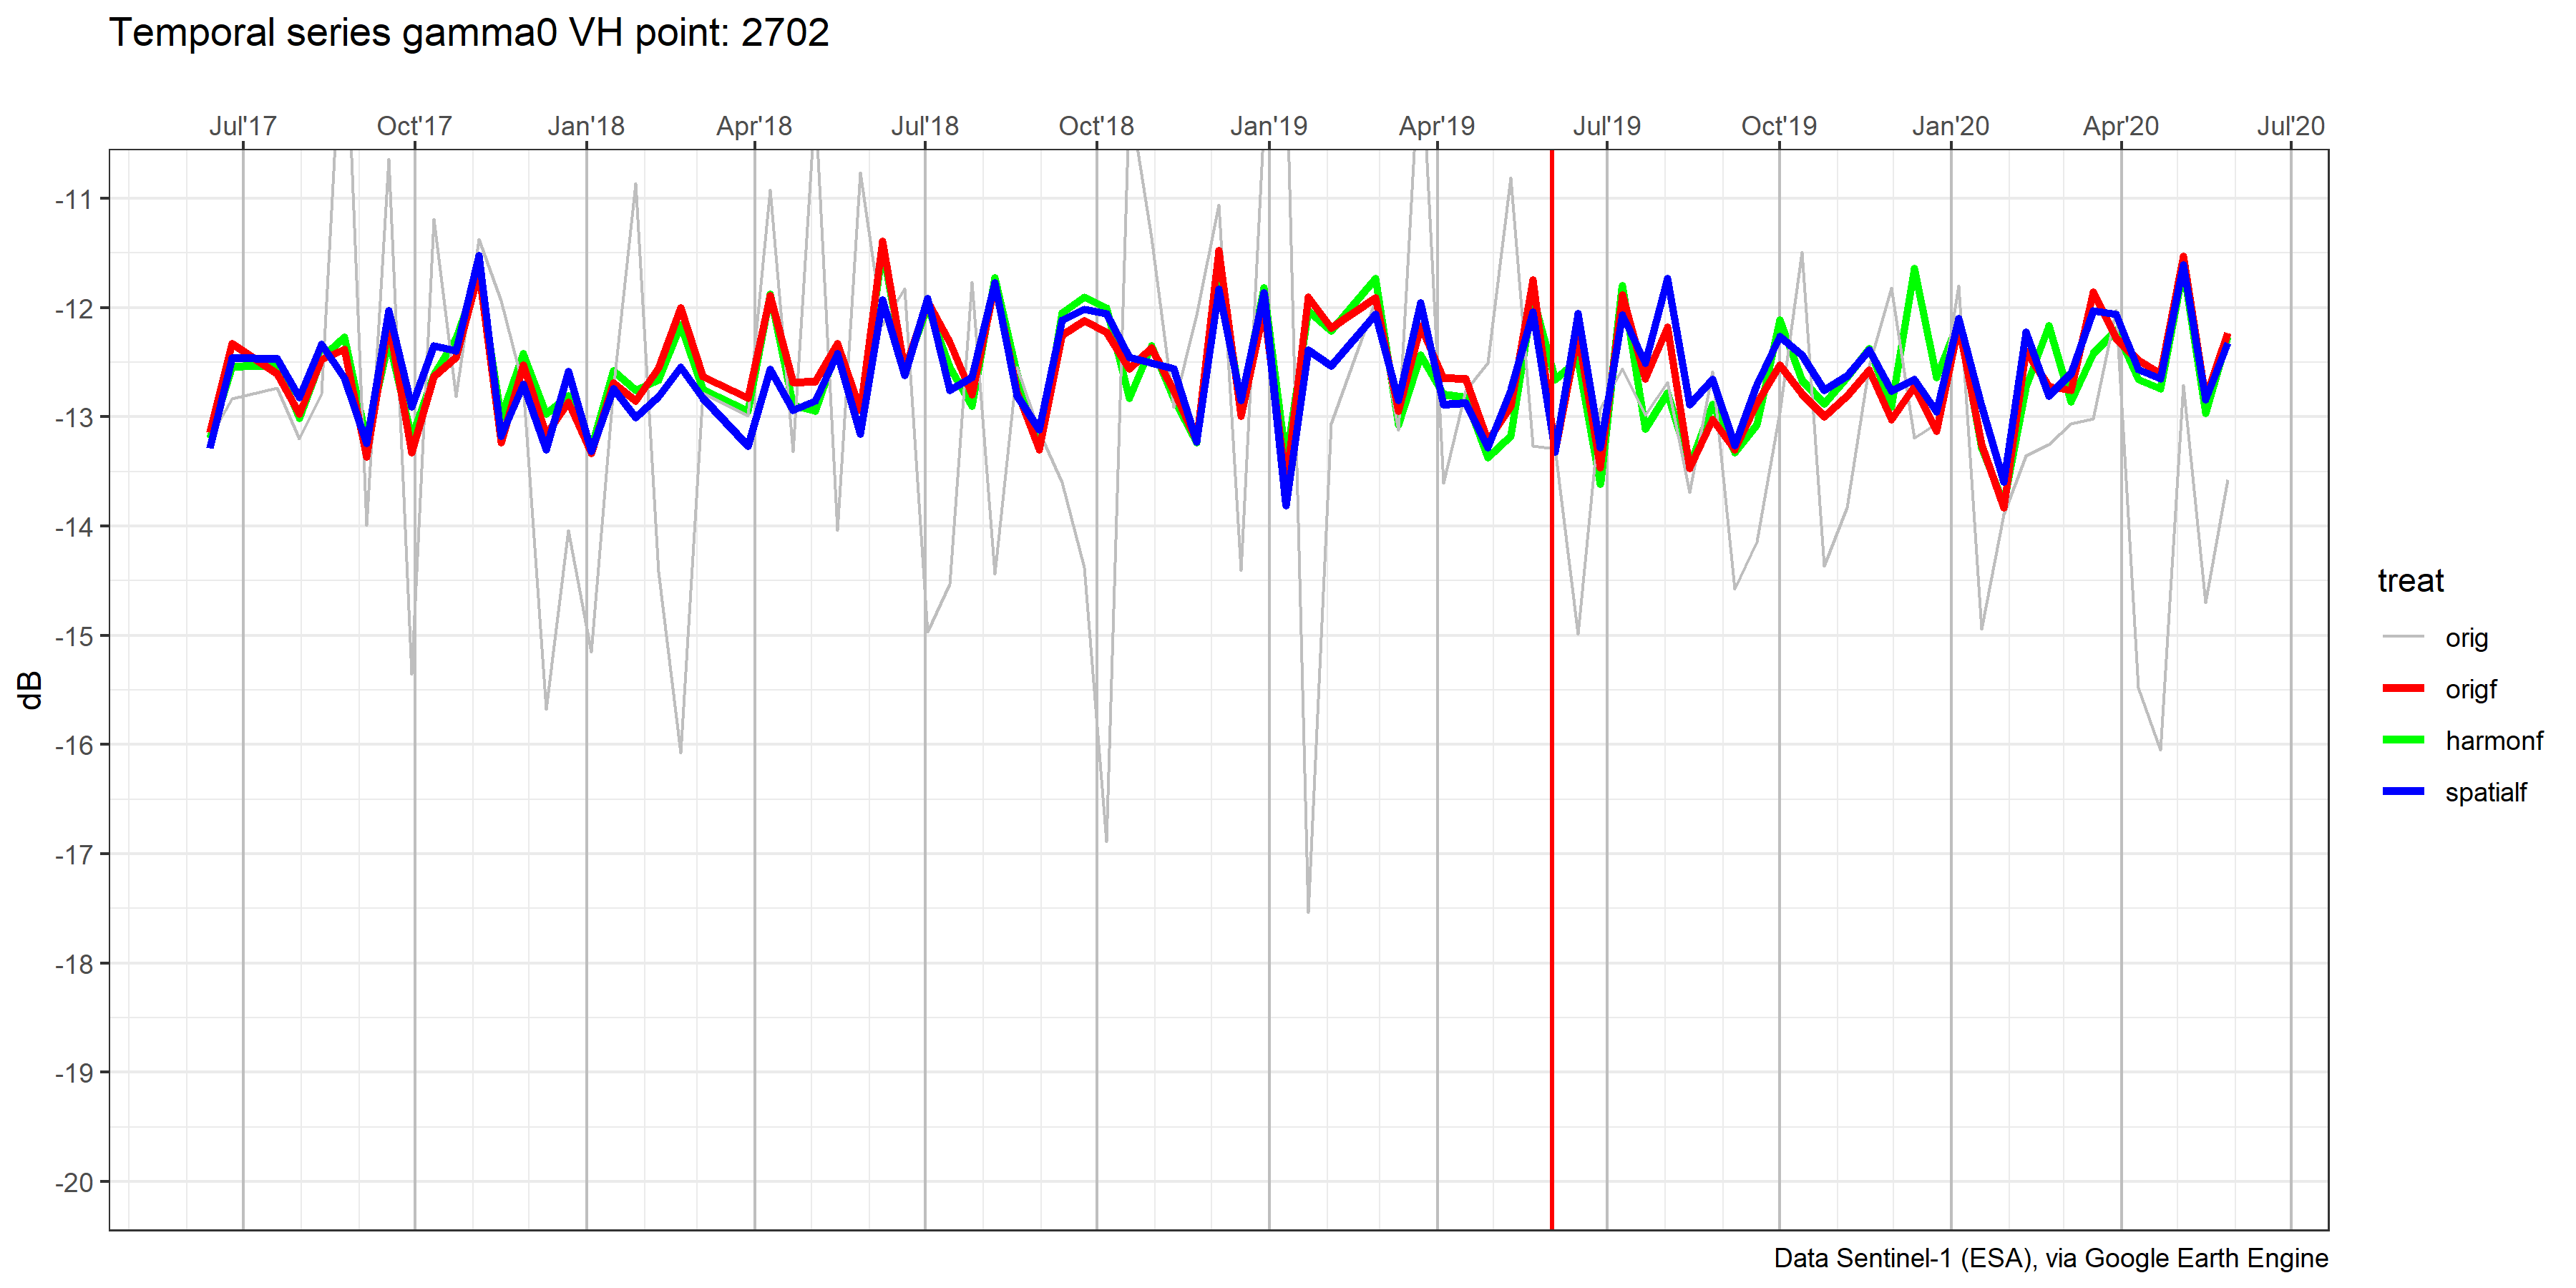 Temporal series gamma0 VH point: 2702
Jul'17 Oct'17 Jan'18 Apr'18 Jul'18 Oct'18 Jan'19 Apr'19 Jul'19 Oct'19 Jan'20 Apr'20 Jul'20
-11
-12
-13
-14
-15
-16
-17
-18
-19
-20
dB
treat
orig
origf
harmonf
spatialf
Data Sentinel-1 (ESA), via Google Earth Engine